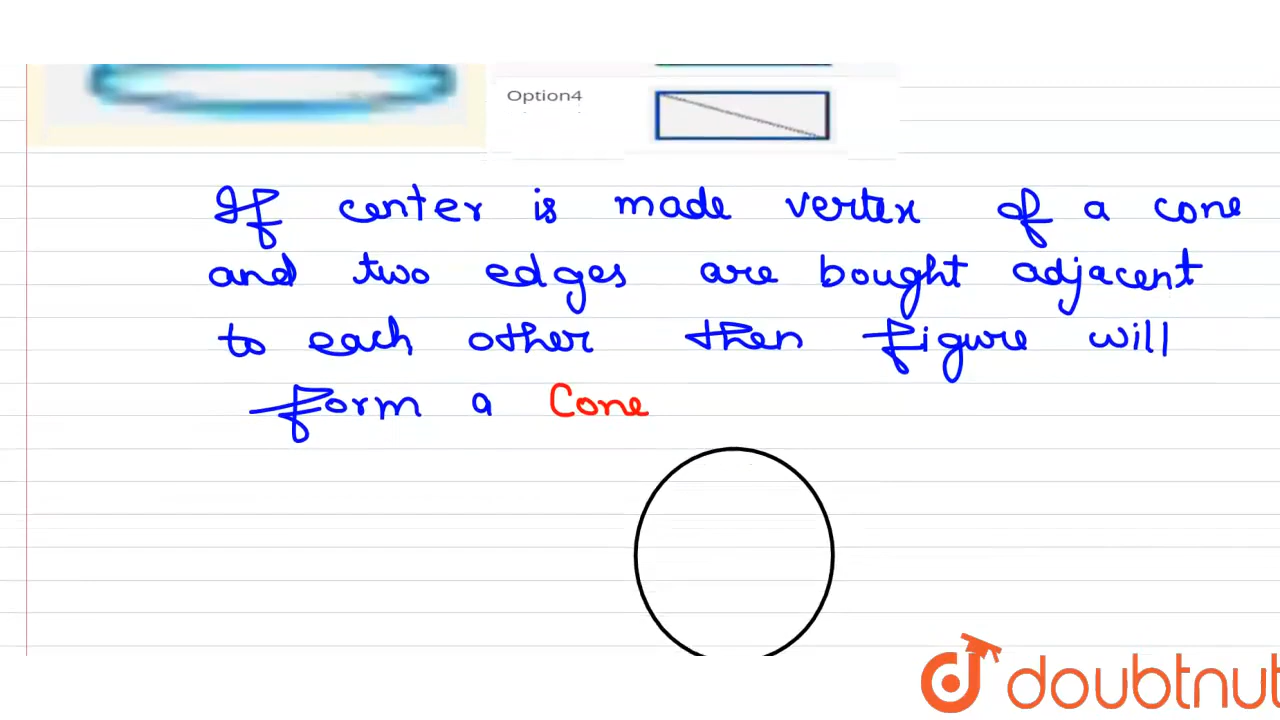 Option4
If center is made vertex of a cone
and two edges are bought adjacent
to each other then figure will
form a Cone
doubtnut